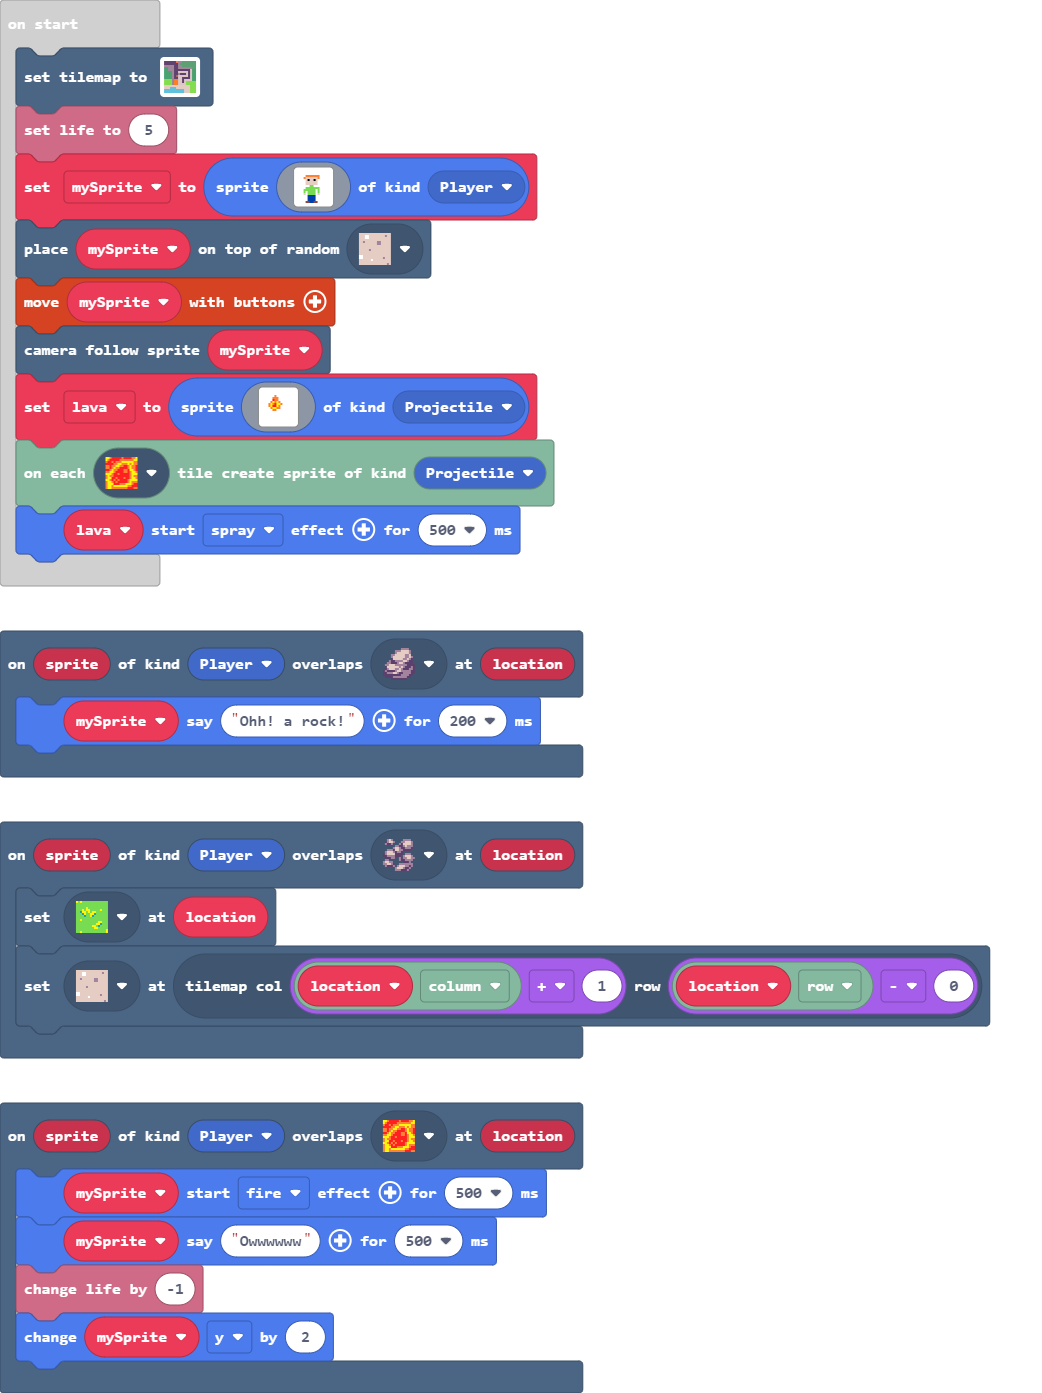 on start
set tilemap to
set life to 5
set mySprite to sprite of kind Player
place mySprite on top of random
move mySprite with buttons
camera follow sprite mySprite
set lava to sprite of kind Projectile
on each tile create sprite of kind Projectile
lava start spray effect for 500 ms
on sprite of kind Player overlaps at location
mySprite say "Ohh! a rock!" for 200 ms
on sprite of kind Player overlaps at location
set at location
set at tilemap col location column + 1 row location row - 0
on sprite of kind Player overlaps at location
mySprite start fire effect for 500 ms
mySprite say "Owwwwww" for 500 ms
change life by -1
change mySprite y by 2